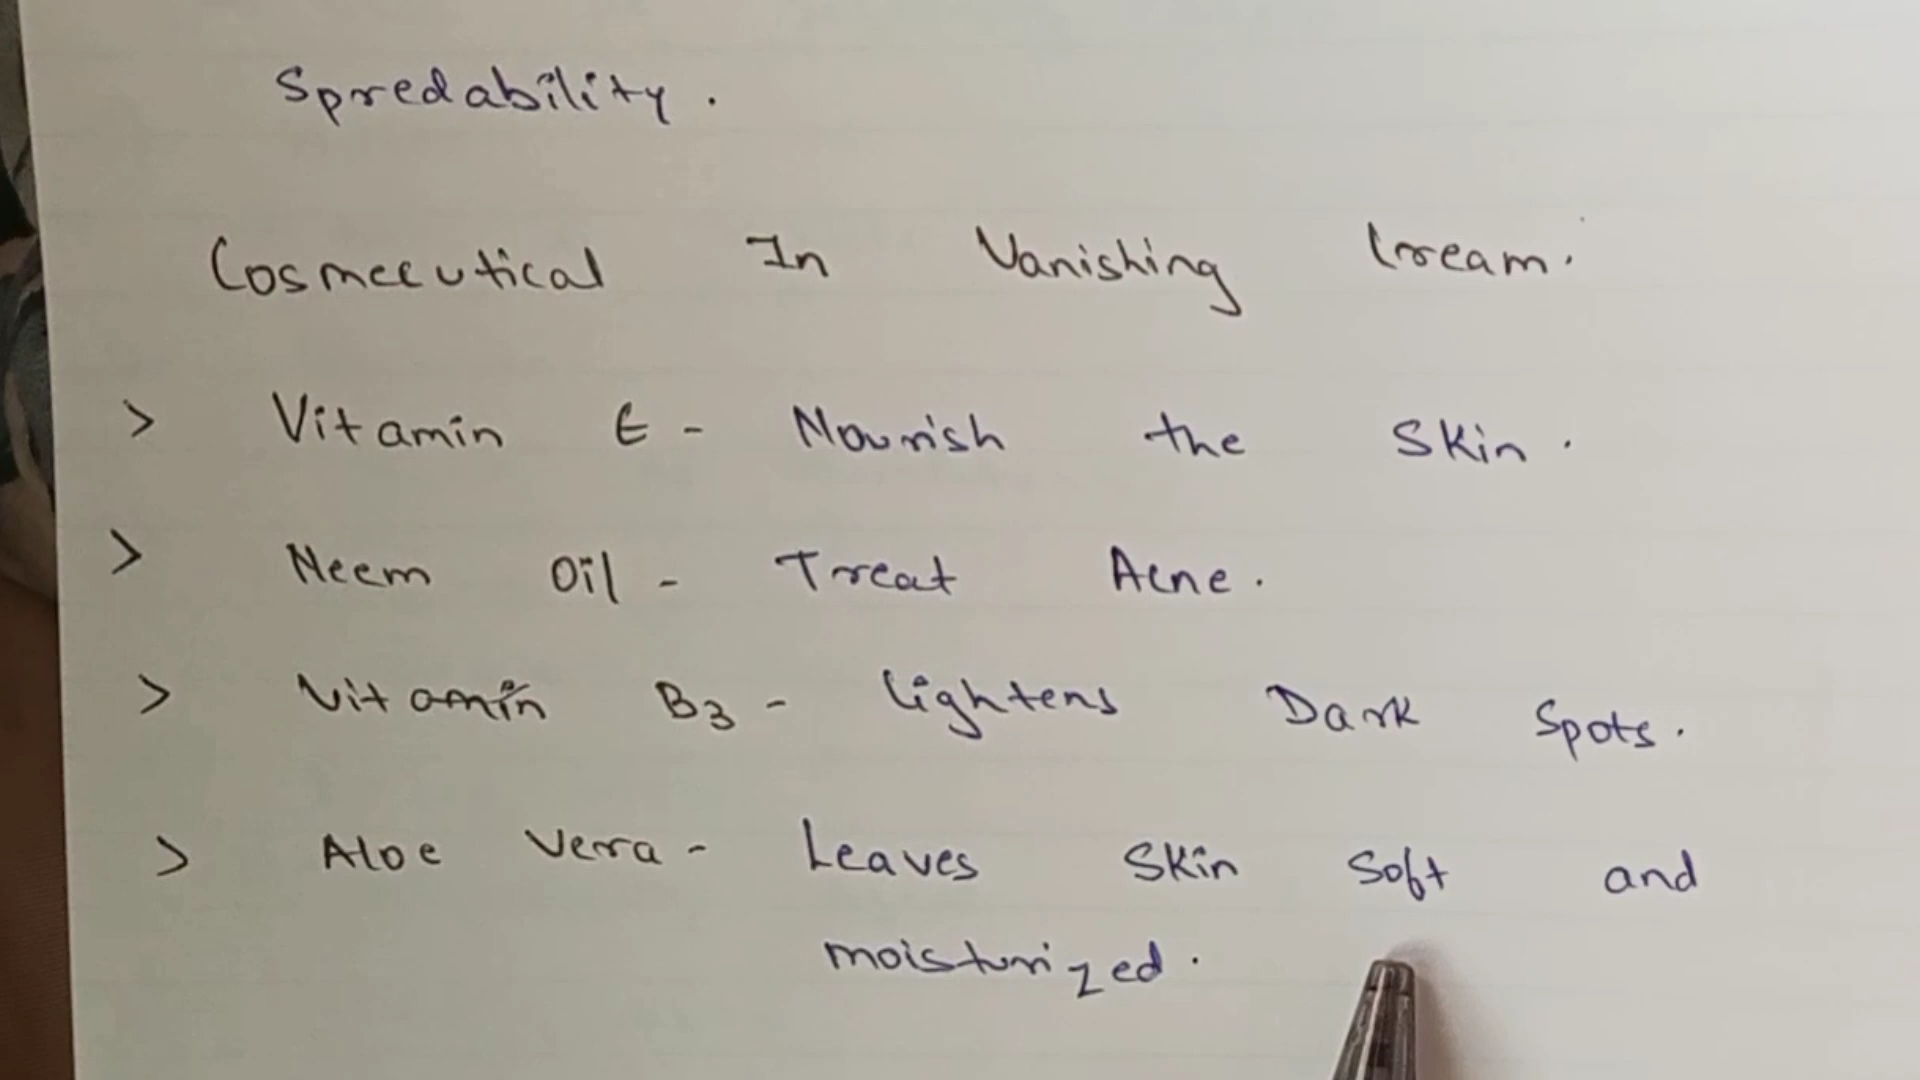 Spredability.
Cosmeceutical In Vanishing Cream.
> Vitamin E - Nourish the Skin.
> Neem Oil - Treat Acne.
> Vitamin B3 - lightens Dark Spots.
> Aloe Vera - Leaves Skin Soft and
moisturized.